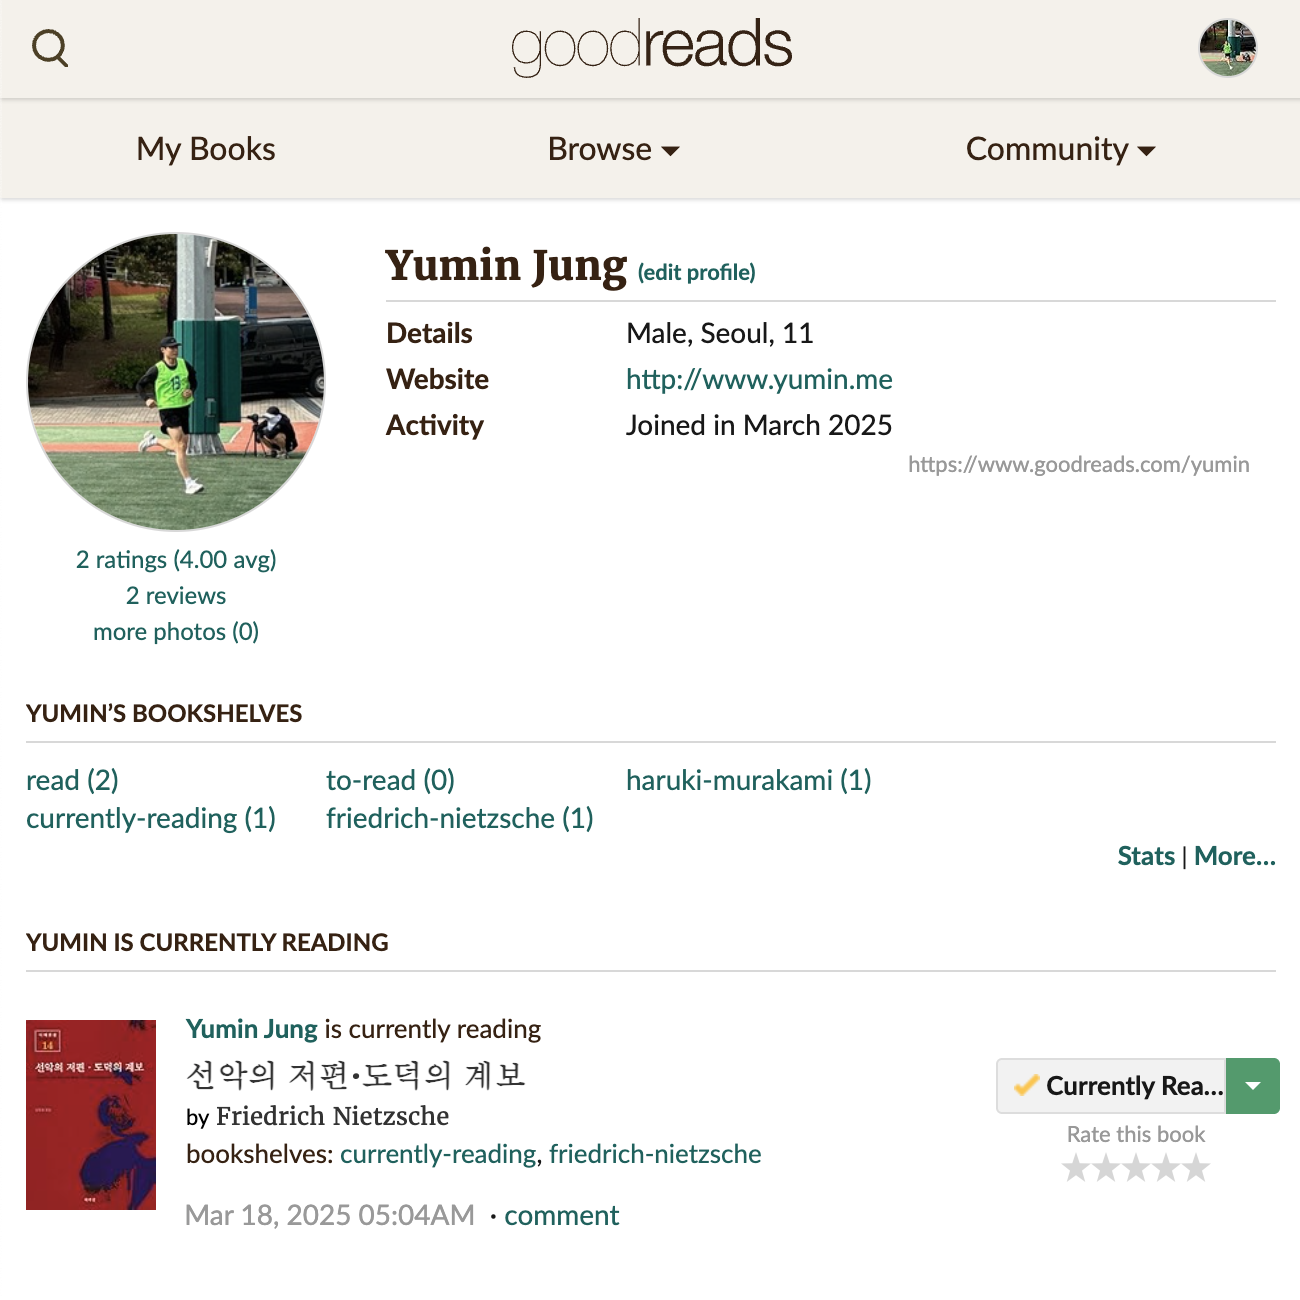 goodreads
My Books
Browse
Community
Yumin Jung (edit profile)
Details Male, Seoul, 11
Website http://www.yumin.me
Activity Joined in March 2025
https://www.goodreads.com/yumin
2 ratings (4.00 avg)
2 reviews
more photos (0)
YUMIN’S BOOKSHELVES
read (2)
currently-reading (1)
to-read (0)
friedrich-nietzsche (1)
haruki-murakami (1)
Stats | More...
YUMIN IS CURRENTLY READING
14
선악의 저편 · 도덕의 계보
Yumin Jung is currently reading
선악의 저편•도덕의 계보
by Friedrich Nietzsche
bookshelves: currently-reading, friedrich-nietzsche
Mar 18, 2025 05:04AM · comment
Currently Rea...
Rate this book